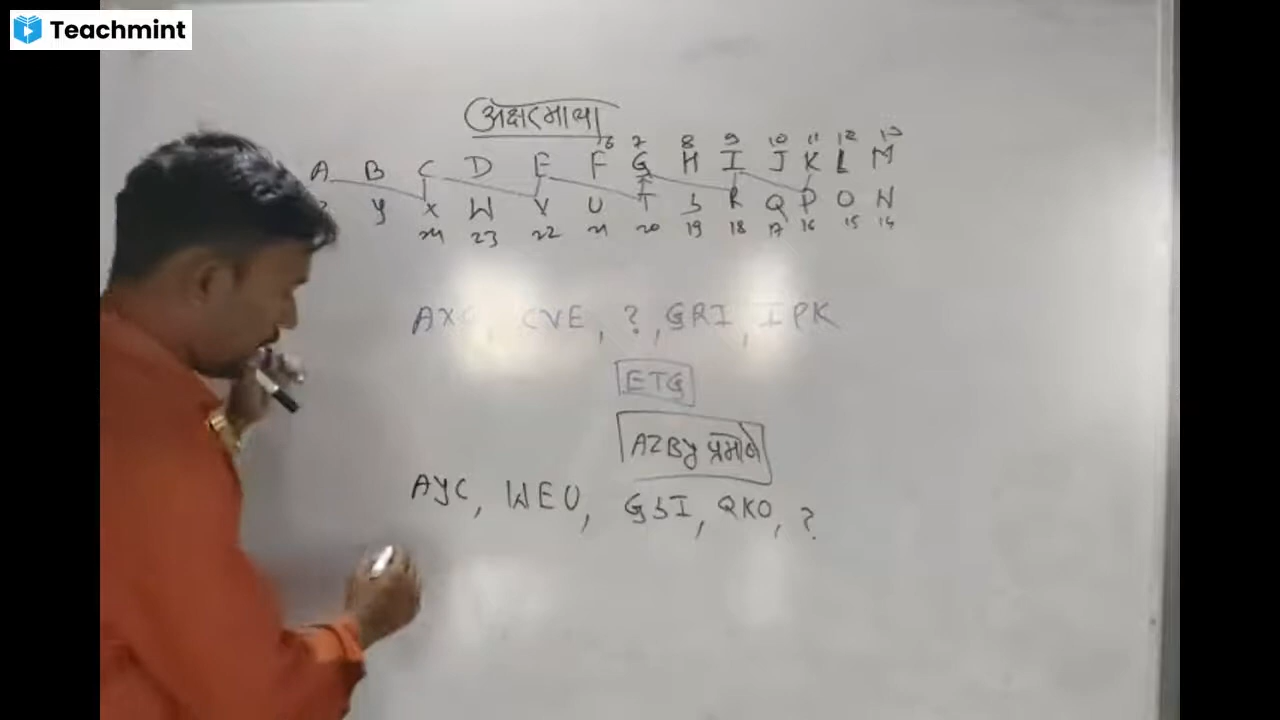 Teachmint
अक्षरमाला
6 7 8 9 10 11 12 13
A B C D E F G H I J K L M
Y X W V U T S R Q P O N
24 23 22 21 20 19 18 17 16 15 14
AXC, CVE, ?, GRI, IPK
ETG
AZBY प्रमाणे
AYC, WEU, GSI, QKO, ?